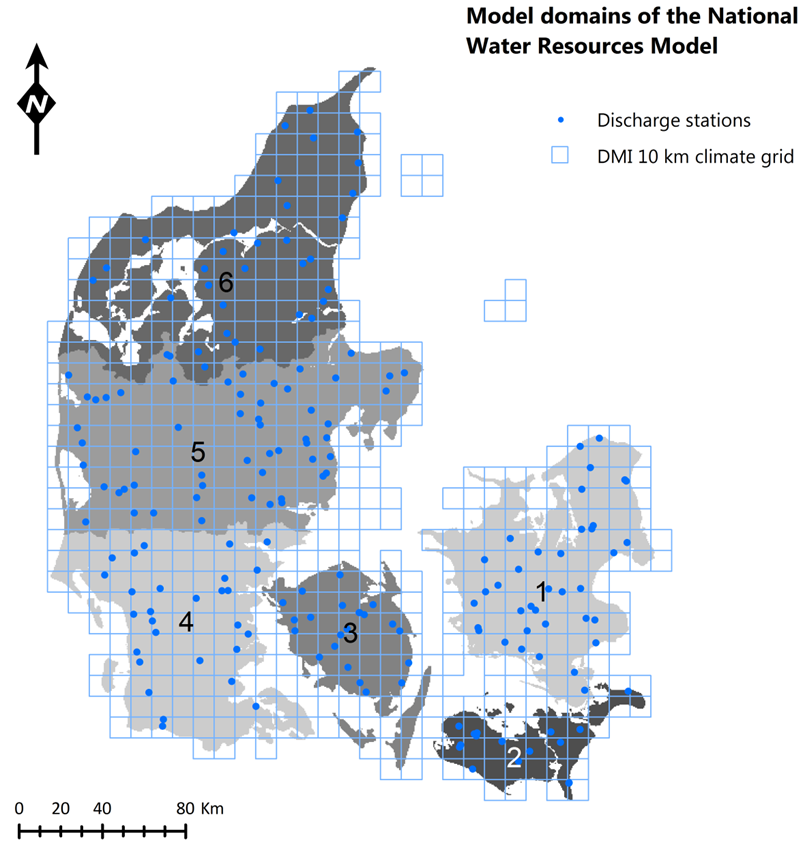 Model domains of the National
Water Resources Model
N
Discharge stations
DMI 10 km climate grid
6
5
1
4
3
2
0 20 40 80 Km